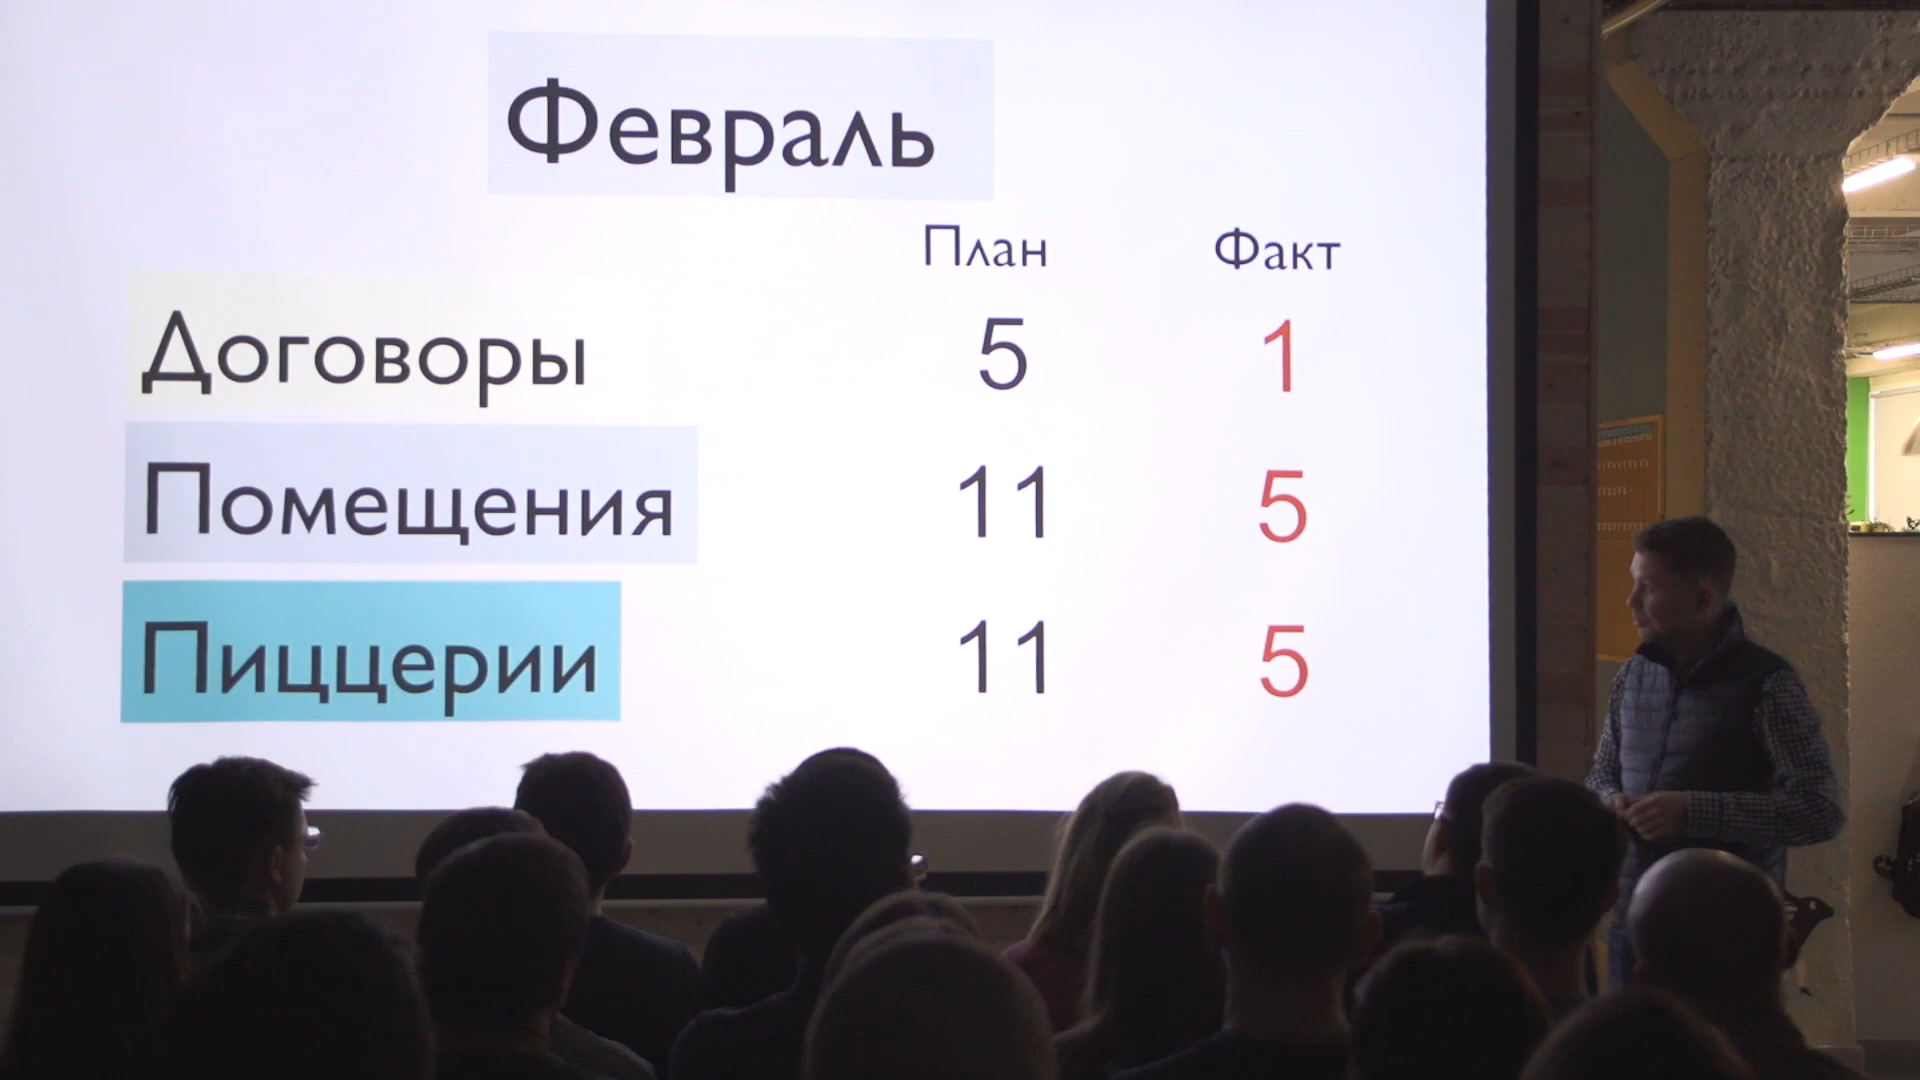 Февраль
План Факт
Договоры 5 1
Помещения 11 5
Пиццерии 11 5